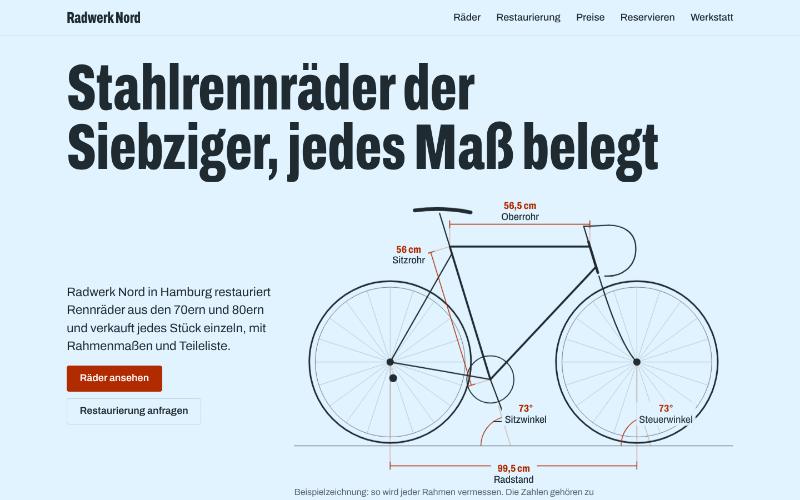 Radwerk Nord
Räder Restaurierung Preise Reservieren Werkstatt
Stahlrennräder der
Siebziger, jedes Maß belegt
56,5 cm
Oberrohr
56 cm
Sitzrohr
Radwerk Nord in Hamburg restauriert
Rennräder aus den 70ern und 80ern
und verkauft jedes Stück einzeln, mit
Rahmenmaßen und Teileliste.
Räder ansehen
Restaurierung anfragen
73°
Sitzwinkel
73°
Steuerwinkel
99,5 cm
Radstand
Beispielzeichnung: so wird jeder Rahmen vermessen. Die Zahlen gehören zu